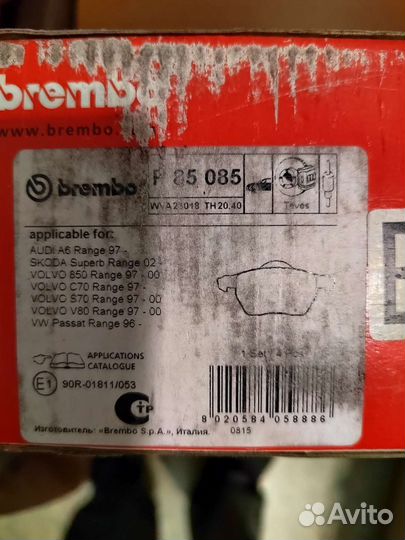 brembo
www.brembo
brembo
P 85 085
WVA 23018 TH 20.40
Teves
applicable for:
AUDI A6 Range 97 -
SKODA Superb Range 02 -
VOLVO 850 Range 97 - 00
VOLVO C70 Range 97 -
VOLVO S70 Range 97 - 00
VOLVO V80 Range 97 - 00
VW Passat Range 96 -
1 Set / 4 Pcs
APPLICATIONS
CATALOGUE
E1 90R-01811/053
СТР
8 020584 058886
Изготовитель: «Brembo S.p.A.», Италия. 0815
Avito